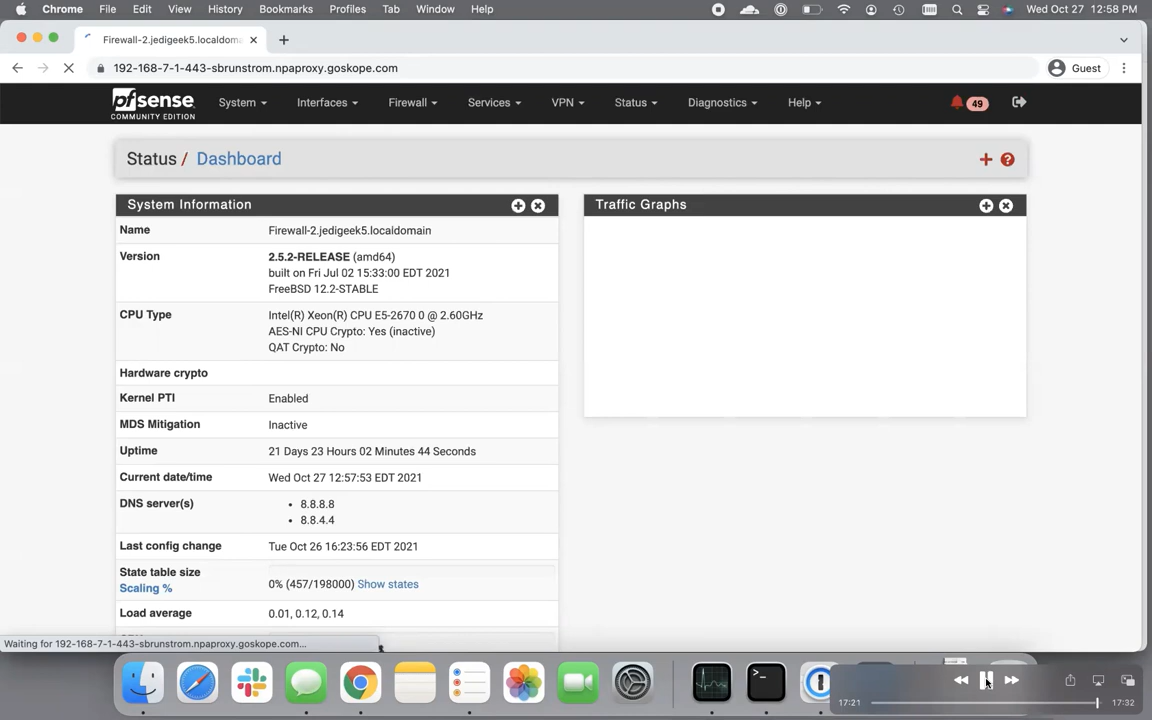 Chrome File Edit View History Bookmarks Profiles Tab Window Help Wed Oct 27 12:58 PM
Firewall-2.jedigeek5.localdoma
192-168-7-1-443-sbrunstrom.npaproxy.goskope.com Guest
pfsense System Interfaces Firewall Services VPN Status Diagnostics Help 49
COMMUNITY EDITION
Status / Dashboard
System Information
Traffic Graphs
Name Firewall-2.jedigeek5.localdomain
Version 2.5.2-RELEASE (amd64)
built on Fri Jul 02 15:33:00 EDT 2021
FreeBSD 12.2-STABLE
CPU Type Intel(R) Xeon(R) CPU E5-2670 0 @ 2.60GHz
AES-NI CPU Crypto: Yes (inactive)
QAT Crypto: No
Hardware crypto
Kernel PTI Enabled
MDS Mitigation Inactive
Uptime 21 Days 23 Hours 02 Minutes 44 Seconds
Current date/time Wed Oct 27 12:57:53 EDT 2021
DNS server(s) • 8.8.8.8
• 8.8.4.4
Last config change Tue Oct 26 16:23:56 EDT 2021
State table size
Scaling % 0% (457/198000) Show states
Load average 0.01, 0.12, 0.14
Waiting for 192-168-7-1-443-sbrunstrom.npaproxy.goskope.com...
17:21 17:32